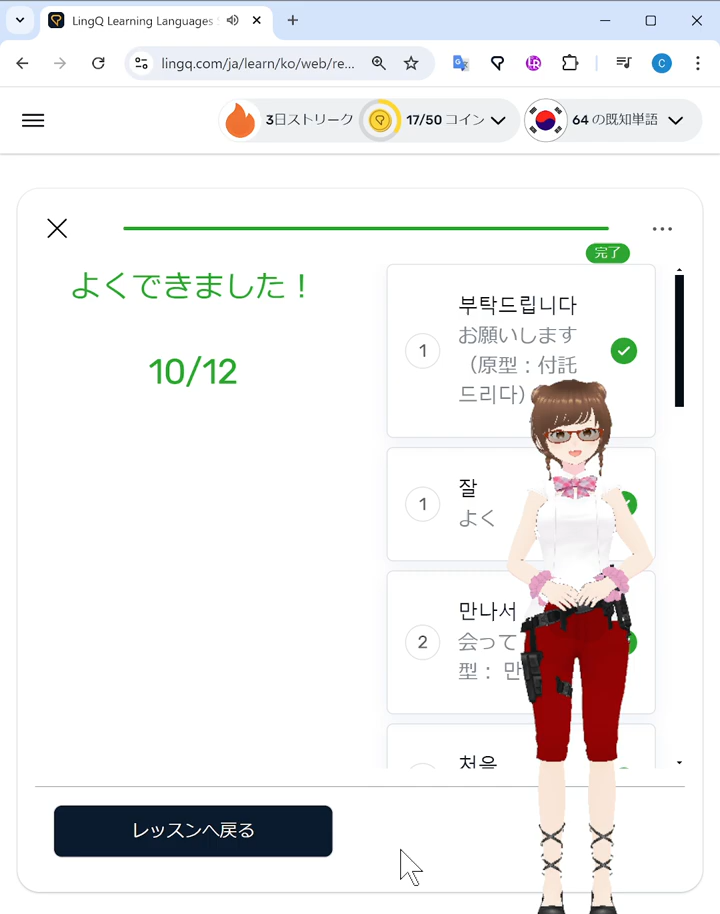 LingQ Learning Languages
lingq.com/ja/learn/ko/web/re...
C
3日ストリーク
17/50 コイン
64 の既知単語
完了
よくできました！
10/12
1
부탁드립니다
お願いします
（原型：付託
드리다）
1
잘
よく
2
만나서
会って
型： 만
처음
レッスンへ戻る